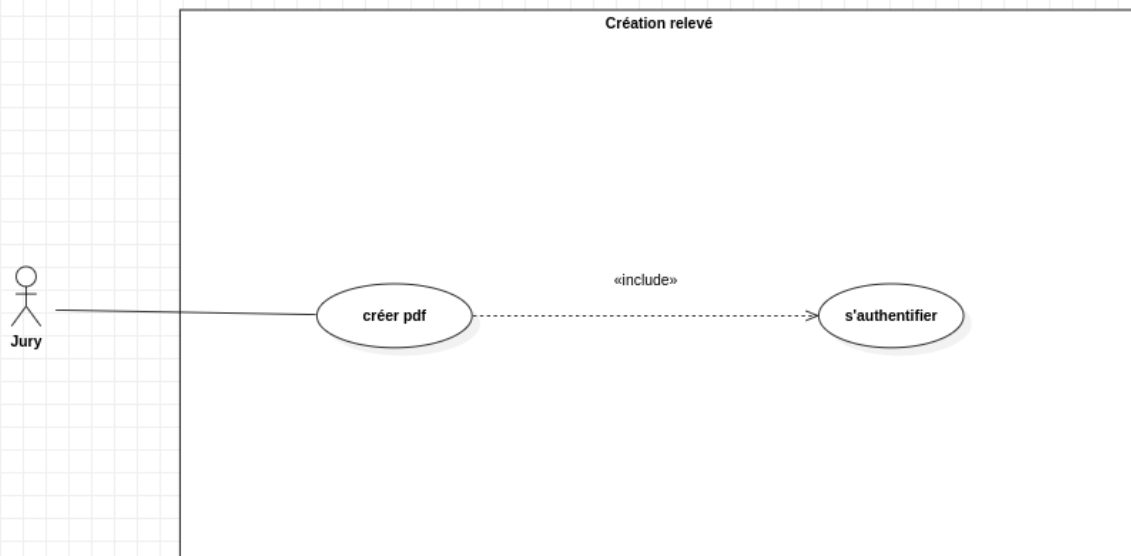 Création relevé
«include»
créer pdf
s'authentifier
Jury